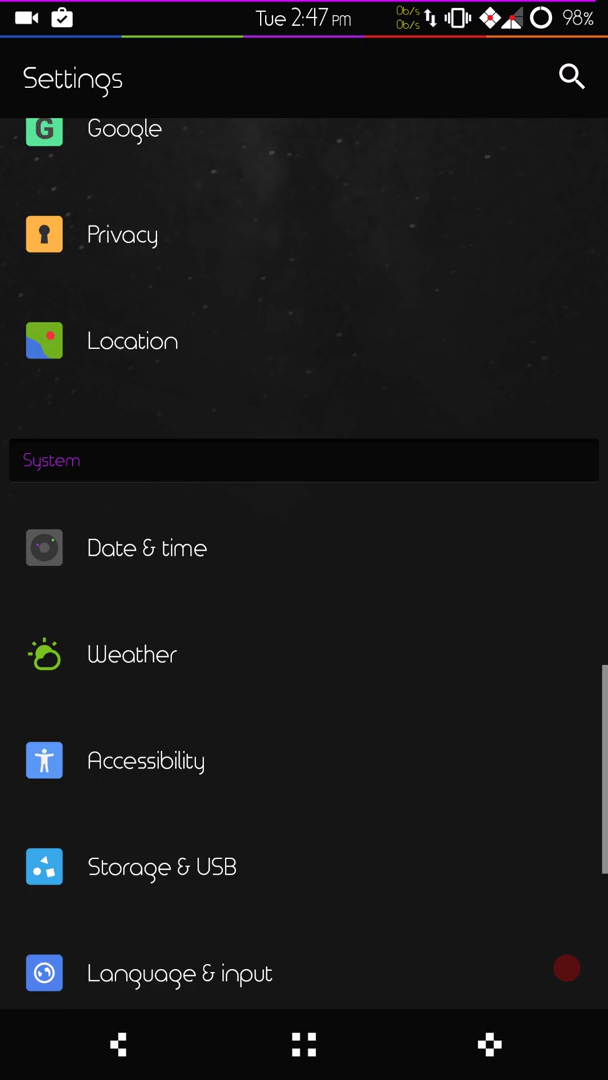 Tue 2:47 PM
0b/s
0b/s
98%
Settings
G
Google
Privacy
Location
System
Date & time
Weather
Accessibility
Storage & USB
Language & input